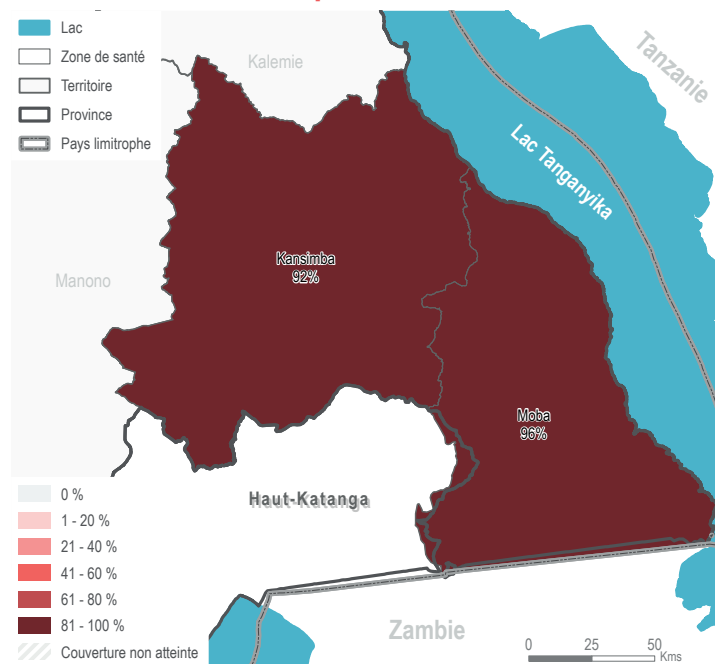 Lac
Zone de santé
Territoire
Province
Pays limitrophe
Kalemie
Tanzanie
Lac Tanganyika
Manono
Kansimba
92%
Moba
96%
Haut-Katanga
0 %
1 - 20 %
21 - 40 %
41 - 60 %
61 - 80 %
81 - 100 %
Couverture non atteinte
Zambie
0 25 50
Kms